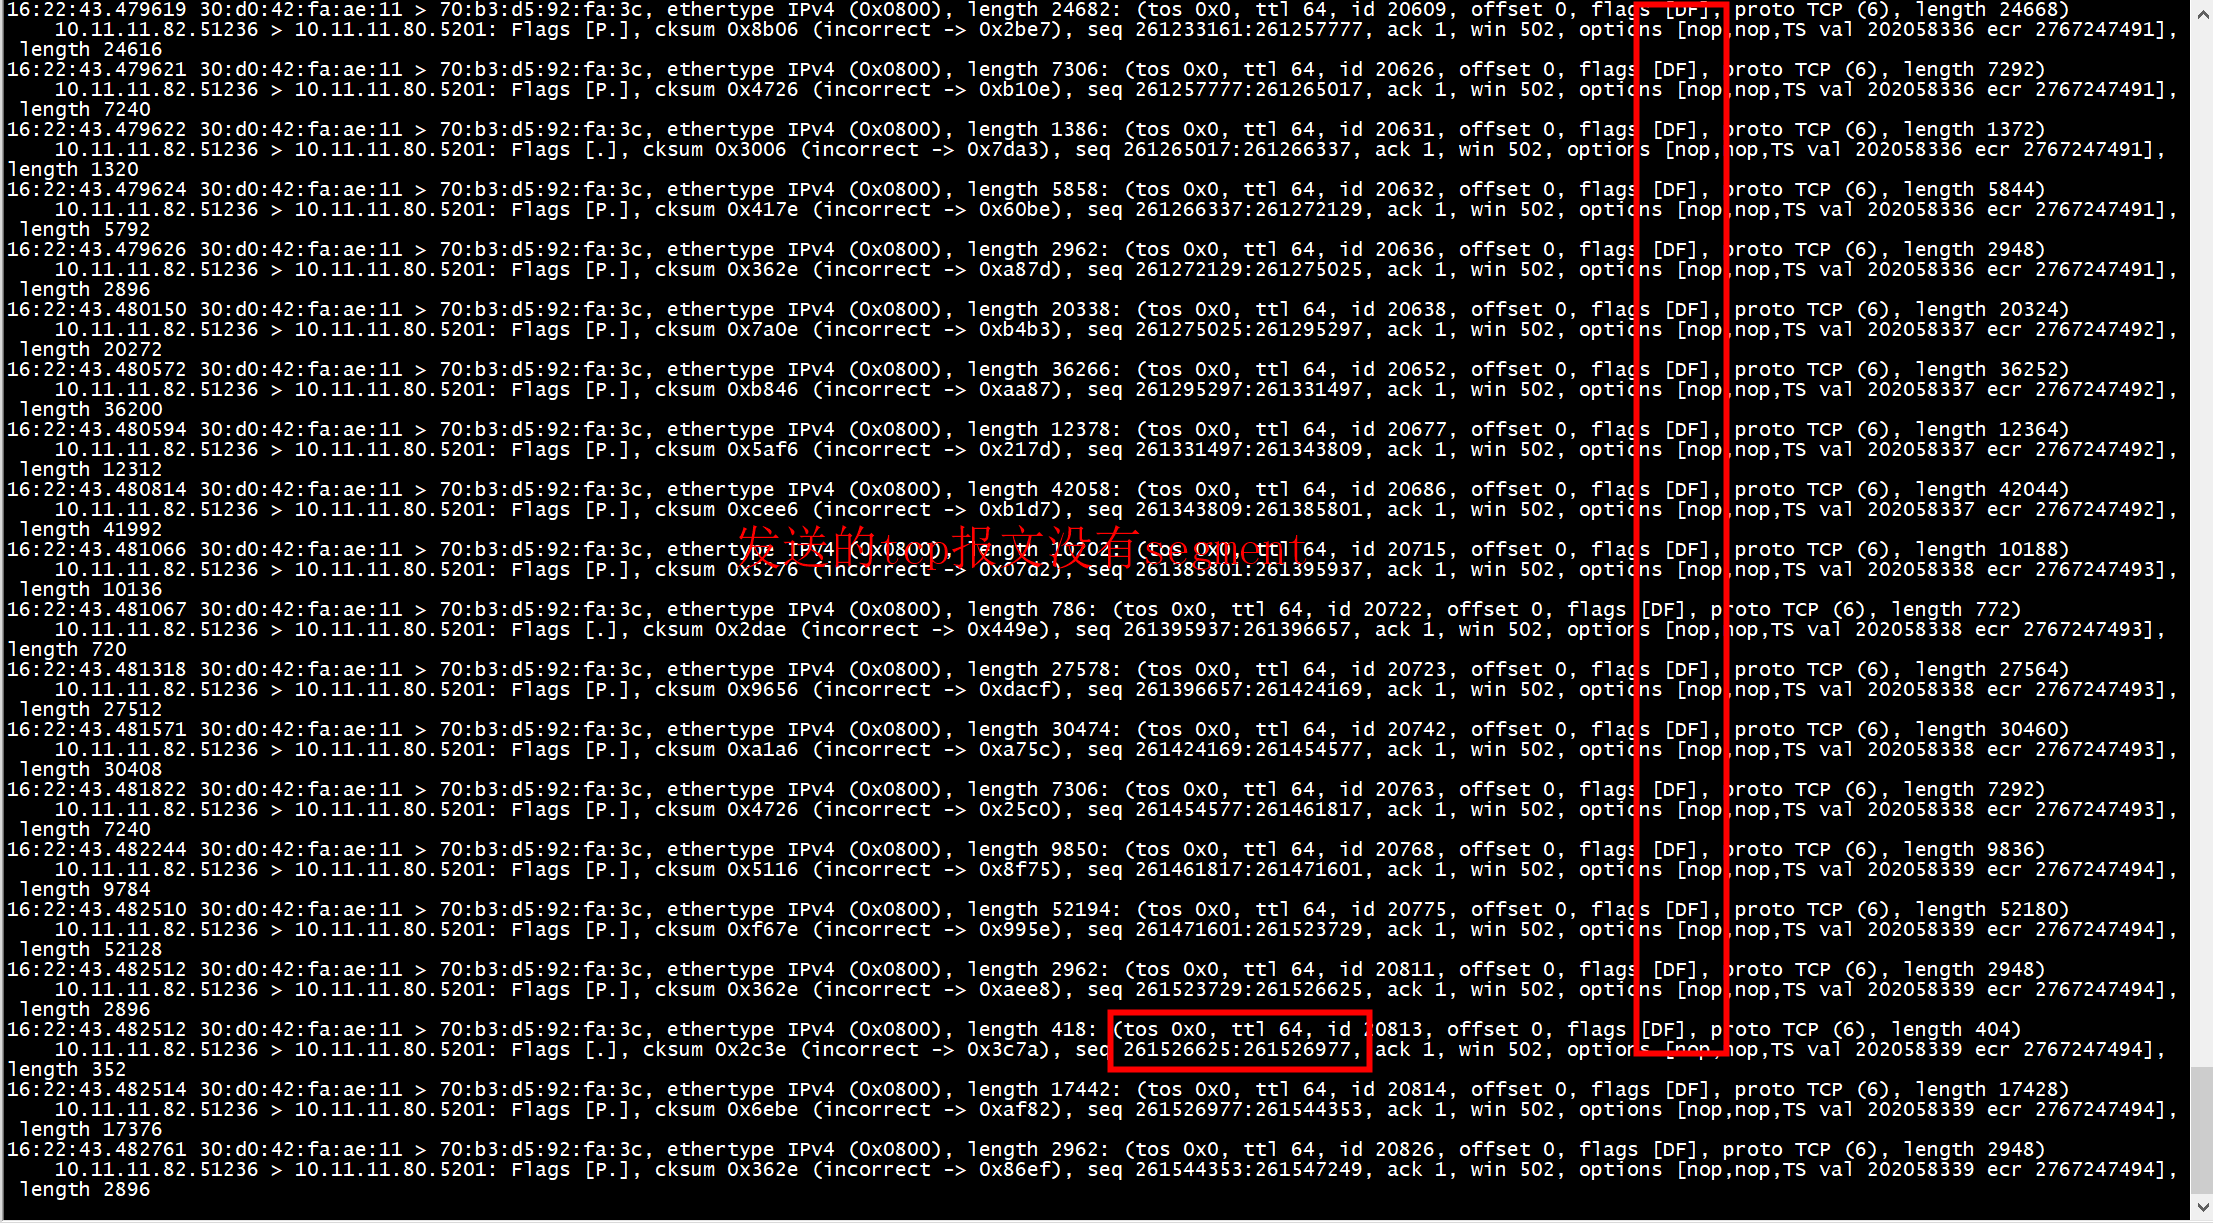 16:22:43.479619 30:d0:42:fa:ae:11 > 70:b3:d5:92:fa:3c, ethertype IPv4 (0x0800), length 24682: (tos 0x0, ttl 64, id 20609, offset 0, flags [DF], proto TCP (6), length 24668)
10.11.11.82.51236 > 10.11.11.80.5201: Flags [P.], cksum 0x8b06 (incorrect -> 0x2be7), seq 261233161:261257777, ack 1, win 502, options [nop,nop,TS val 202058336 ecr 2767247491],
length 24616
16:22:43.479621 30:d0:42:fa:ae:11 > 70:b3:d5:92:fa:3c, ethertype IPv4 (0x0800), length 7306: (tos 0x0, ttl 64, id 20626, offset 0, flags [DF], proto TCP (6), length 7292)
10.11.11.82.51236 > 10.11.11.80.5201: Flags [P.], cksum 0x4726 (incorrect -> 0xb10e), seq 261257777:261265017, ack 1, win 502, options [nop,nop,TS val 202058336 ecr 2767247491],
length 7240
16:22:43.479622 30:d0:42:fa:ae:11 > 70:b3:d5:92:fa:3c, ethertype IPv4 (0x0800), length 1386: (tos 0x0, ttl 64, id 20631, offset 0, flags [DF], proto TCP (6), length 1372)
10.11.11.82.51236 > 10.11.11.80.5201: Flags [.], cksum 0x3006 (incorrect -> 0x7da3), seq 261265017:261266337, ack 1, win 502, options [nop,nop,TS val 202058336 ecr 2767247491],
length 1320
16:22:43.479624 30:d0:42:fa:ae:11 > 70:b3:d5:92:fa:3c, ethertype IPv4 (0x0800), length 5858: (tos 0x0, ttl 64, id 20632, offset 0, flags [DF], proto TCP (6), length 5844)
10.11.11.82.51236 > 10.11.11.80.5201: Flags [P.], cksum 0x417e (incorrect -> 0x60be), seq 261266337:261272129, ack 1, win 502, options [nop,nop,TS val 202058336 ecr 2767247491],
length 5792
16:22:43.479626 30:d0:42:fa:ae:11 > 70:b3:d5:92:fa:3c, ethertype IPv4 (0x0800), length 2962: (tos 0x0, ttl 64, id 20636, offset 0, flags [DF], proto TCP (6), length 2948)
10.11.11.82.51236 > 10.11.11.80.5201: Flags [P.], cksum 0x362e (incorrect -> 0xa87d), seq 261272129:261275025, ack 1, win 502, options [nop,nop,TS val 202058336 ecr 2767247491],
length 2896
16:22:43.480150 30:d0:42:fa:ae:11 > 70:b3:d5:92:fa:3c, ethertype IPv4 (0x0800), length 20338: (tos 0x0, ttl 64, id 20638, offset 0, flags [DF], proto TCP (6), length 20324)
10.11.11.82.51236 > 10.11.11.80.5201: Flags [P.], cksum 0x7a0e (incorrect -> 0xb4b3), seq 261275025:261295297, ack 1, win 502, options [nop,nop,TS val 202058337 ecr 2767247492],
length 20272
16:22:43.480572 30:d0:42:fa:ae:11 > 70:b3:d5:92:fa:3c, ethertype IPv4 (0x0800), length 36266: (tos 0x0, ttl 64, id 20652, offset 0, flags [DF], proto TCP (6), length 36252)
10.11.11.82.51236 > 10.11.11.80.5201: Flags [P.], cksum 0xb846 (incorrect -> 0xaa87), seq 261295297:261331497, ack 1, win 502, options [nop,nop,TS val 202058337 ecr 2767247492],
length 36200
16:22:43.480594 30:d0:42:fa:ae:11 > 70:b3:d5:92:fa:3c, ethertype IPv4 (0x0800), length 12378: (tos 0x0, ttl 64, id 20677, offset 0, flags [DF], proto TCP (6), length 12364)
10.11.11.82.51236 > 10.11.11.80.5201: Flags [P.], cksum 0x5af6 (incorrect -> 0x217d), seq 261331497:261343809, ack 1, win 502, options [nop,nop,TS val 202058337 ecr 2767247492],
length 12312
16:22:43.480814 30:d0:42:fa:ae:11 > 70:b3:d5:92:fa:3c, ethertype IPv4 (0x0800), length 42058: (tos 0x0, ttl 64, id 20686, offset 0, flags [DF], proto TCP (6), length 42044)
10.11.11.82.51236 > 10.11.11.80.5201: Flags [P.], cksum 0xcee6 (incorrect -> 0xb1d7), seq 261343809:261385801, ack 1, win 502, options [nop,nop,TS val 202058337 ecr 2767247492],
length 41992
发送的tcp报文没有segment
16:22:43.481066 30:d0:42:fa:ae:11 > 70:b3:d5:92:fa:3c, ethertype IPv4 (0x0800), length 10202: (tos 0x0, ttl 64, id 20715, offset 0, flags [DF], proto TCP (6), length 10188)
10.11.11.82.51236 > 10.11.11.80.5201: Flags [P.], cksum 0x5276 (incorrect -> 0x07d2), seq 261385801:261395937, ack 1, win 502, options [nop,nop,TS val 202058338 ecr 2767247493],
length 10136
16:22:43.481067 30:d0:42:fa:ae:11 > 70:b3:d5:92:fa:3c, ethertype IPv4 (0x0800), length 786: (tos 0x0, ttl 64, id 20722, offset 0, flags [DF], proto TCP (6), length 772)
10.11.11.82.51236 > 10.11.11.80.5201: Flags [.], cksum 0x2dae (incorrect -> 0x449e), seq 261395937:261396657, ack 1, win 502, options [nop,nop,TS val 202058338 ecr 2767247493],
length 720
16:22:43.481318 30:d0:42:fa:ae:11 > 70:b3:d5:92:fa:3c, ethertype IPv4 (0x0800), length 27578: (tos 0x0, ttl 64, id 20723, offset 0, flags [DF], proto TCP (6), length 27564)
10.11.11.82.51236 > 10.11.11.80.5201: Flags [P.], cksum 0x9656 (incorrect -> 0xdacf), seq 261396657:261424169, ack 1, win 502, options [nop,nop,TS val 202058338 ecr 2767247493],
length 27512
16:22:43.481571 30:d0:42:fa:ae:11 > 70:b3:d5:92:fa:3c, ethertype IPv4 (0x0800), length 30474: (tos 0x0, ttl 64, id 20742, offset 0, flags [DF], proto TCP (6), length 30460)
10.11.11.82.51236 > 10.11.11.80.5201: Flags [P.], cksum 0xa1a6 (incorrect -> 0xa75c), seq 261424169:261454577, ack 1, win 502, options [nop,nop,TS val 202058338 ecr 2767247493],
length 30408
16:22:43.481822 30:d0:42:fa:ae:11 > 70:b3:d5:92:fa:3c, ethertype IPv4 (0x0800), length 7306: (tos 0x0, ttl 64, id 20763, offset 0, flags [DF], proto TCP (6), length 7292)
10.11.11.82.51236 > 10.11.11.80.5201: Flags [P.], cksum 0x4726 (incorrect -> 0x25c0), seq 261454577:261461817, ack 1, win 502, options [nop,nop,TS val 202058338 ecr 2767247493],
length 7240
16:22:43.482244 30:d0:42:fa:ae:11 > 70:b3:d5:92:fa:3c, ethertype IPv4 (0x0800), length 9850: (tos 0x0, ttl 64, id 20768, offset 0, flags [DF], proto TCP (6), length 9836)
10.11.11.82.51236 > 10.11.11.80.5201: Flags [P.], cksum 0x5116 (incorrect -> 0x8f75), seq 261461817:261471601, ack 1, win 502, options [nop,nop,TS val 202058339 ecr 2767247494],
length 9784
16:22:43.482510 30:d0:42:fa:ae:11 > 70:b3:d5:92:fa:3c, ethertype IPv4 (0x0800), length 52194: (tos 0x0, ttl 64, id 20775, offset 0, flags [DF], proto TCP (6), length 52180)
10.11.11.82.51236 > 10.11.11.80.5201: Flags [P.], cksum 0xf67e (incorrect -> 0x995e), seq 261471601:261523729, ack 1, win 502, options [nop,nop,TS val 202058339 ecr 2767247494],
length 52128
16:22:43.482512 30:d0:42:fa:ae:11 > 70:b3:d5:92:fa:3c, ethertype IPv4 (0x0800), length 2962: (tos 0x0, ttl 64, id 20811, offset 0, flags [DF], proto TCP (6), length 2948)
10.11.11.82.51236 > 10.11.11.80.5201: Flags [P.], cksum 0x362e (incorrect -> 0xaee8), seq 261523729:261526625, ack 1, win 502, options [nop,nop,TS val 202058339 ecr 2767247494],
length 2896
16:22:43.482512 30:d0:42:fa:ae:11 > 70:b3:d5:92:fa:3c, ethertype IPv4 (0x0800), length 418: (tos 0x0, ttl 64, id 20813, offset 0, flags [DF], proto TCP (6), length 404)
10.11.11.82.51236 > 10.11.11.80.5201: Flags [.], cksum 0x2c3e (incorrect -> 0x3c7a), seq 261526625:261526977, ack 1, win 502, options [nop,nop,TS val 202058339 ecr 2767247494],
length 352
16:22:43.482514 30:d0:42:fa:ae:11 > 70:b3:d5:92:fa:3c, ethertype IPv4 (0x0800), length 17442: (tos 0x0, ttl 64, id 20814, offset 0, flags [DF], proto TCP (6), length 17428)
10.11.11.82.51236 > 10.11.11.80.5201: Flags [P.], cksum 0x6ebe (incorrect -> 0xaf82), seq 261526977:261544353, ack 1, win 502, options [nop,nop,TS val 202058339 ecr 2767247494],
length 17376
16:22:43.482761 30:d0:42:fa:ae:11 > 70:b3:d5:92:fa:3c, ethertype IPv4 (0x0800), length 2962: (tos 0x0, ttl 64, id 20826, offset 0, flags [DF], proto TCP (6), length 2948)
10.11.11.82.51236 > 10.11.11.80.5201: Flags [P.], cksum 0x362e (incorrect -> 0x86ef), seq 261544353:261547249, ack 1, win 502, options [nop,nop,TS val 202058339 ecr 2767247494],
length 2896